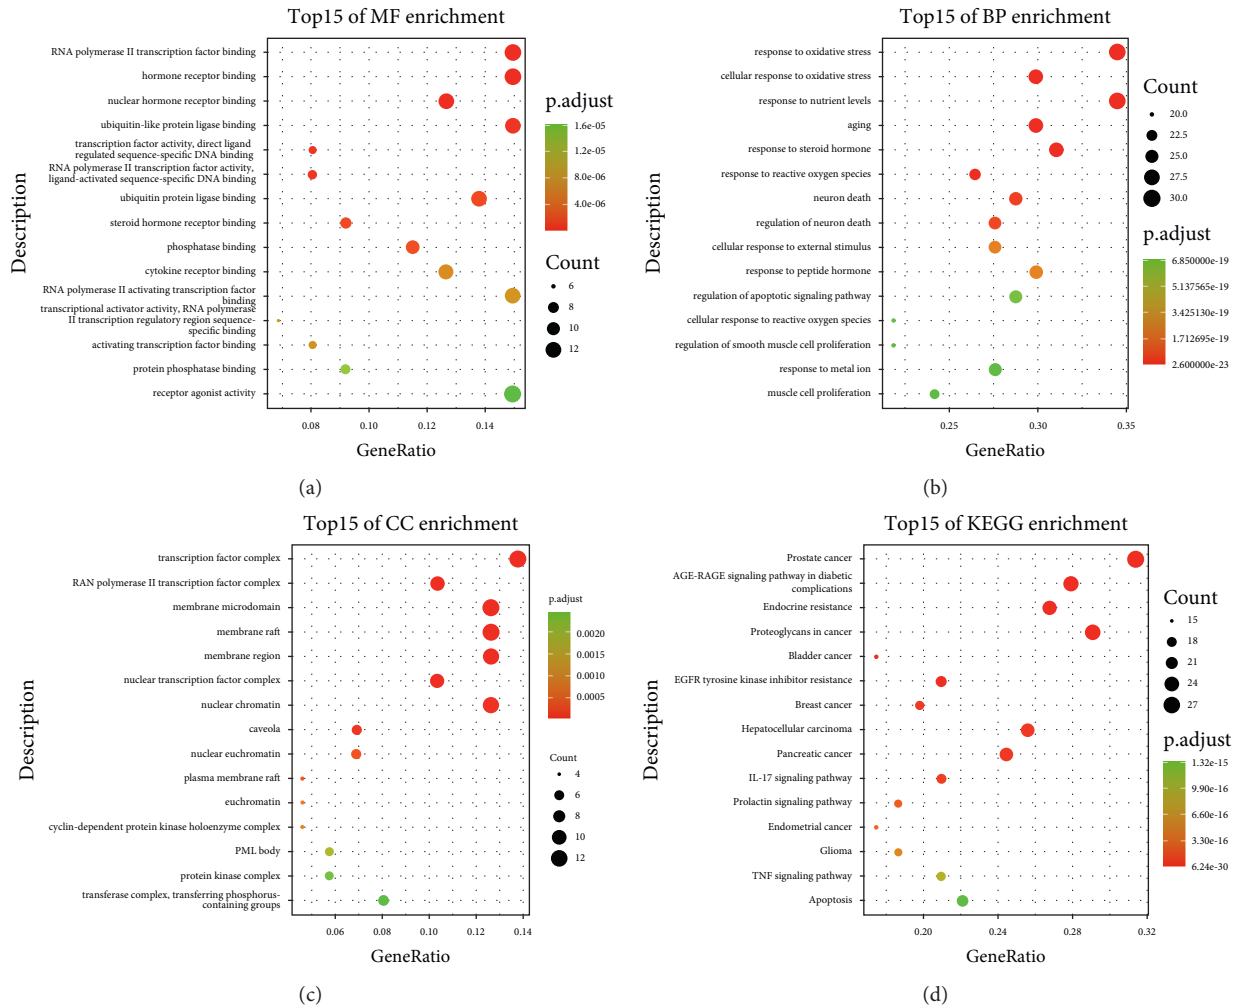 Top15 of MF enrichment
Description
RNA polymerase II transcription factor binding
hormone receptor binding
nuclear hormone receptor binding
ubiquitin-like protein ligase binding
transcription factor activity, direct ligand
regulated sequence-specific DNA binding
RNA polymerase II transcription factor activity,
ligand-activated sequence-specific DNA binding
ubiquitin protein ligase binding
steroid hormone receptor binding
phosphatase binding
cytokine receptor binding
RNA polymerase II activating transcription factor
binding
transcriptional activator activity, RNA polymerase
II transcription regulatory region sequence-
specific binding
activating transcription factor binding
protein phosphatase binding
receptor agonist activity
0.08 0.10 0.12 0.14
GeneRatio
p.adjust
1.6e-05
1.2e-05
8.0e-06
4.0e-06
Count
6
8
10
12
(a)
Top15 of BP enrichment
Description
response to oxidative stress
cellular response to oxidative stress
response to nutrient levels
aging
response to steroid hormone
response to reactive oxygen species
neuron death
regulation of neuron death
cellular response to external stimulus
response to peptide hormone
regulation of apoptotic signaling pathway
cellular response to reactive oxygen species
regulation of smooth muscle cell proliferation
response to metal ion
muscle cell proliferation
0.25 0.30 0.35
GeneRatio
Count
20.0
22.5
25.0
27.5
30.0
p.adjust
6.850000e-19
5.137565e-19
3.425130e-19
1.712695e-19
2.600000e-23
(b)
Top15 of CC enrichment
Description
transcription factor complex
RAN polymerase II transcription factor complex
membrane microdomain
membrane raft
membrane region
nuclear transcription factor complex
nuclear chromatin
caveola
nuclear euchromatin
plasma membrane raft
euchromatin
cyclin-dependent protein kinase holoenzyme complex
PML body
protein kinase complex
transferase complex, transferring phosphorus-
containing groups
0.06 0.08 0.10 0.12 0.14
GeneRatio
p.adjust
0.0020
0.0015
0.0010
0.0005
Count
4
6
8
10
12
(c)
Top15 of KEGG enrichment
Description
Prostate cancer
AGE-RAGE signaling pathway in diabetic
complications
Endocrine resistance
Proteoglycans in cancer
Bladder cancer
EGFR tyrosine kinase inhibitor resistance
Breast cancer
Hepatocellular carcinoma
Pancreatic cancer
IL-17 signaling pathway
Prolactin signaling pathway
Endometrial cancer
Glioma
TNF signaling pathway
Apoptosis
0.20 0.24 0.28 0.32
GeneRatio
Count
15
18
21
24
27
p.adjust
1.32e-15
9.90e-16
6.60e-16
3.30e-16
6.24e-30
(d)